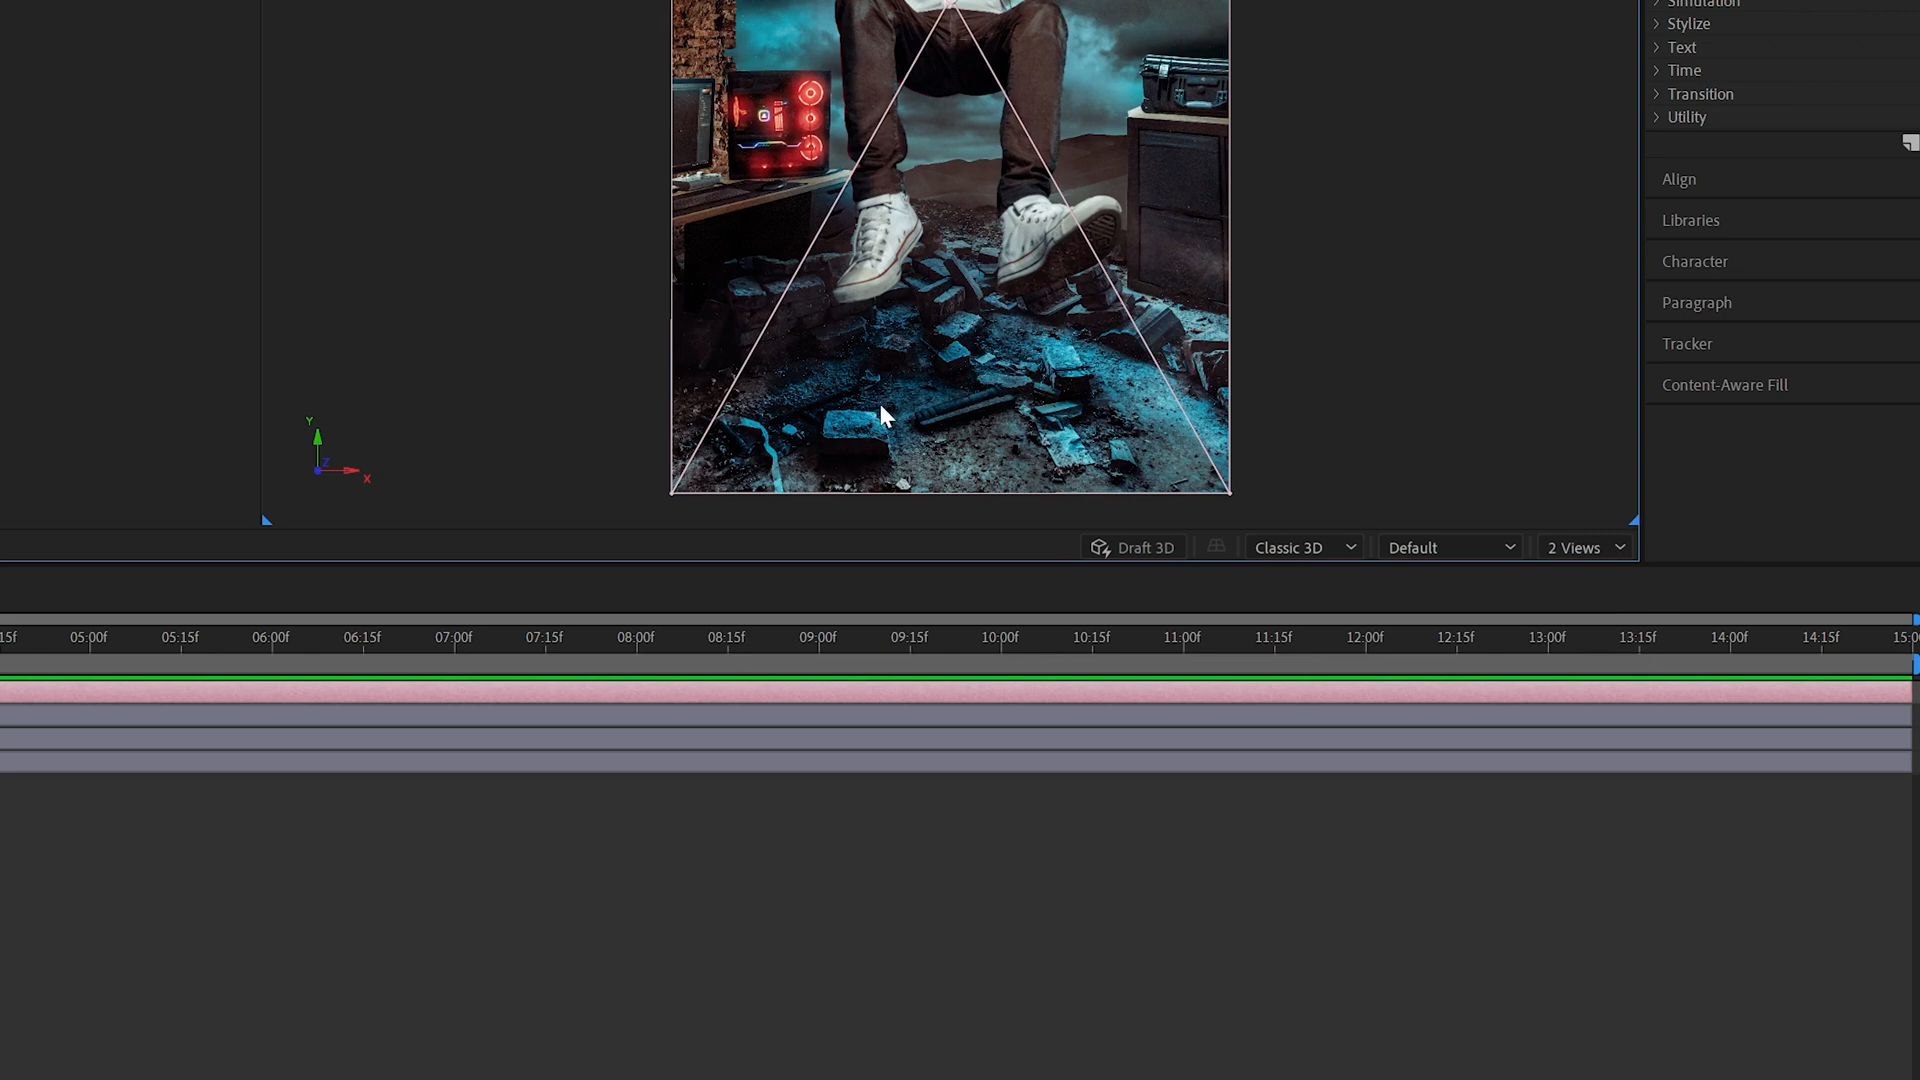 Simulation
Stylize
Text
Time
Transition
Utility
Align
Libraries
Character
Paragraph
Tracker
Content-Aware Fill
Y
Z
X
Draft 3D
Classic 3D
Default
2 Views
15f 05:00f 05:15f 06:00f 06:15f 07:00f 07:15f 08:00f 08:15f 09:00f 09:15f 10:00f 10:15f 11:00f 11:15f 12:00f 12:15f 13:00f 13:15f 14:00f 14:15f 15:00